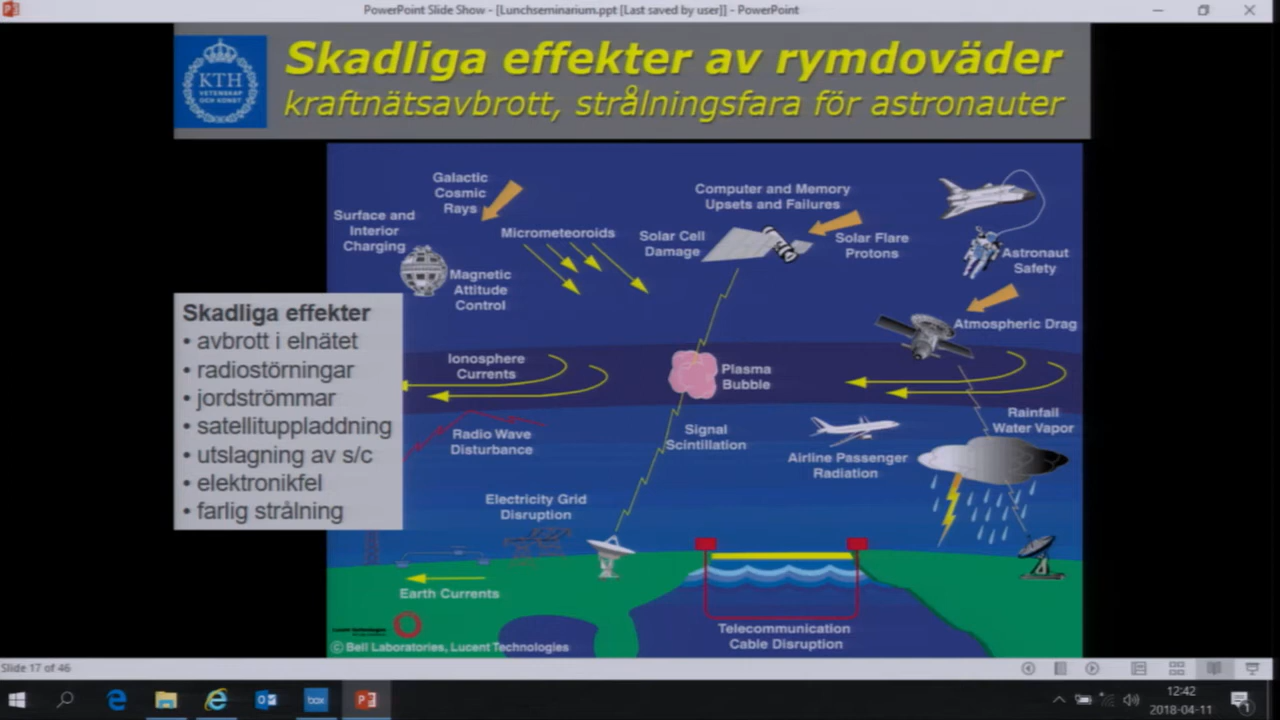 PowerPoint Slide Show - [Lunchseminarium.ppt [Last saved by user]] - PowerPoint
KTH
VETENSKAP
OCH KONST
Skadliga effekter av rymdoväder
kraftnätsavbrott, strålningsfara för astronauter
Galactic
Cosmic
Rays
Surface and
Interior
Charging
Micrometeoroids
Magnetic
Attitude
Control
Computer and Memory
Upsets and Failures
Solar Cell
Damage
Solar Flare
Protons
Astronaut
Safety
Atmospheric Drag
Skadliga effekter
• avbrott i elnätet
• radiostörningar
• jordströmmar
• satellituppladdning
• utslagning av s/c
• elektronikfel
• farlig strålning
Ionosphere
Currents
Plasma
Bubble
Radio Wave
Disturbance
Signal
Scintillation
Airline Passenger
Radiation
Rainfall
Water Vapor
Electricity Grid
Disruption
Earth Currents
Telecommunication
Cable Disruption
Lucent Technologies
© Bell Laboratories, Lucent Technologies
Slide 17 of 46
box
12:42
2018-04-11
1